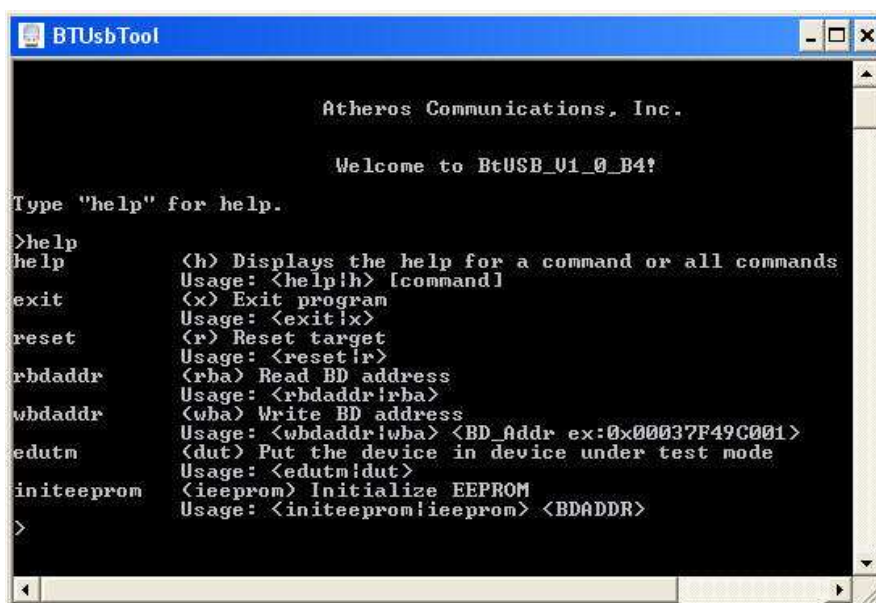 BTUsbTool
Atheros Communications, Inc.
Welcome to BtUSB_V1_0_B4!
Type "help" for help.
>help
help (h) Displays the help for a command or all commands
Usage: <help|h> [command]
exit (x) Exit program
Usage: <exit|x>
reset (r) Reset target
Usage: <reset|r>
rbdaddr (rba) Read BD address
Usage: <rbdaddr|rba>
wbdaddr (wba) Write BD address
Usage: <wbdaddr|wba> <BD_Addr ex:0x00037F49C001>
edutm (dut) Put the device in device under test mode
Usage: <edutm|dut>
initeeprom (ieeprom) Initialize EEPROM
Usage: <initeeprom|ieeprom> <BDADDR>
>